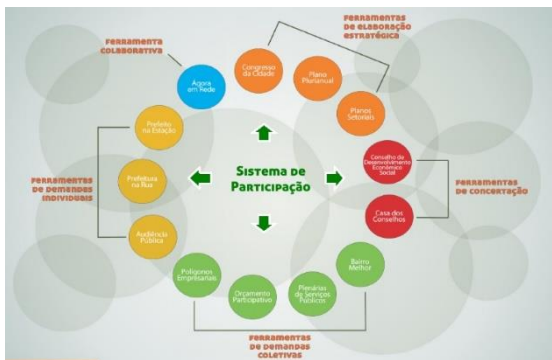 FERRAMENTA
COLABORATIVA
FERRAMENTAS
DE ELABORAÇÃO
ESTRATÉGICA
Ágora
em Rede
Congresso
da Cidade
Plano
Plurianual
Planos
Setoriais
Prefeito
na Estação
Prefeitura
na Rua
Audiência
Pública
FERRAMENTAS
DE DEMANDAS
INDIVIDUAIS
SISTEMA DE
PARTICIPAÇÃO
Conselho de
Desenvolvimento
Econômico
Social
Casa dos
Conselhos
FERRAMENTAS
DE CONCERTAÇÃO
Polígonos
Empresariais
Orçamento
Participativo
Plenárias
de Serviços
Públicos
Bairro
Melhor
FERRAMENTAS
DE DEMANDAS
COLETIVAS